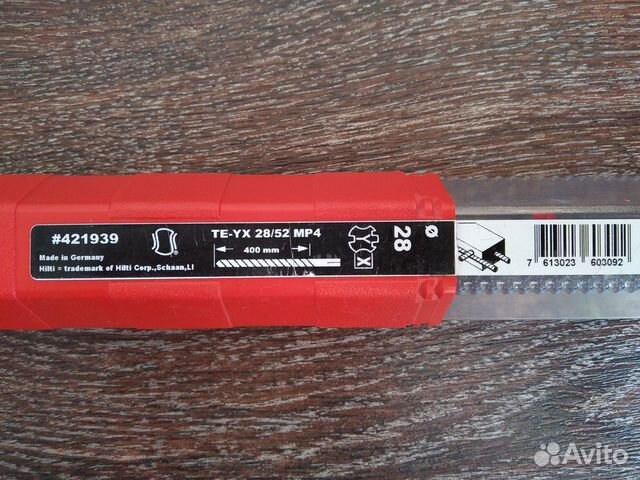 #421939
Made in Germany
Hilti = trademark of Hilti Corp.,Schaan,LI
TE-YX 28/52 MP4
400 mm
Y
X
28
Ø
7 613023 603092
Avito